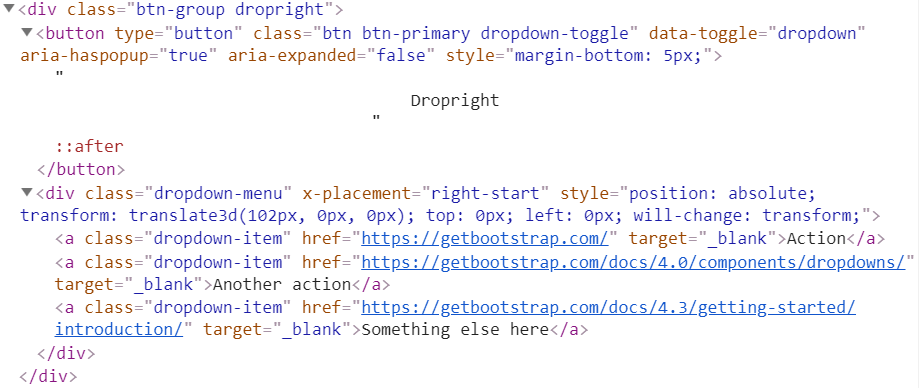 <div class="btn-group dropright">
<button type="button" class="btn btn-primary dropdown-toggle" data-toggle="dropdown"
aria-haspopup="true" aria-expanded="false" style="margin-bottom: 5px;">
"
Dropright
"
::after
</button>
<div class="dropdown-menu" x-placement="right-start" style="position: absolute;
transform: translate3d(102px, 0px, 0px); top: 0px; left: 0px; will-change: transform;">
<a class="dropdown-item" href="https://getbootstrap.com/" target="_blank">Action</a>
<a class="dropdown-item" href="https://getbootstrap.com/docs/4.0/components/dropdowns/"
target="_blank">Another action</a>
<a class="dropdown-item" href="https://getbootstrap.com/docs/4.3/getting-started/
introduction/" target="_blank">Something else here</a>
</div>
</div>